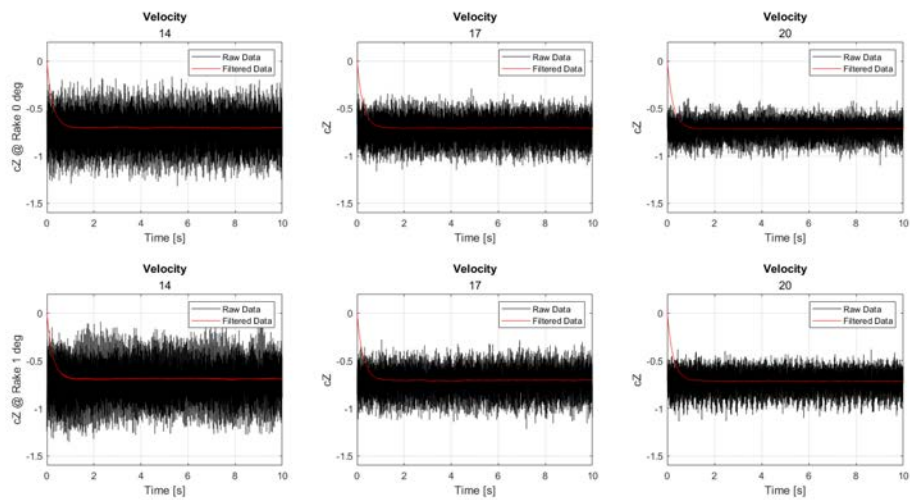 Velocity
14
Raw Data
Filtered Data
cZ @ Rake 0 deg
0
-0.5
-1
-1.5
0 2 4 6 8 10
Time [s]
Velocity
17
Raw Data
Filtered Data
cZ
0
-0.5
-1
-1.5
0 2 4 6 8 10
Time [s]
Velocity
20
Raw Data
Filtered Data
cZ
0
-0.5
-1
-1.5
0 2 4 6 8 10
Time [s]
Velocity
14
Raw Data
Filtered Data
cZ @ Rake 1 deg
0
-0.5
-1
-1.5
0 2 4 6 8 10
Time [s]
Velocity
17
Raw Data
Filtered Data
cZ
0
-0.5
-1
-1.5
0 2 4 6 8 10
Time [s]
Velocity
20
Raw Data
Filtered Data
cZ
0
-0.5
-1
-1.5
0 2 4 6 8 10
Time [s]